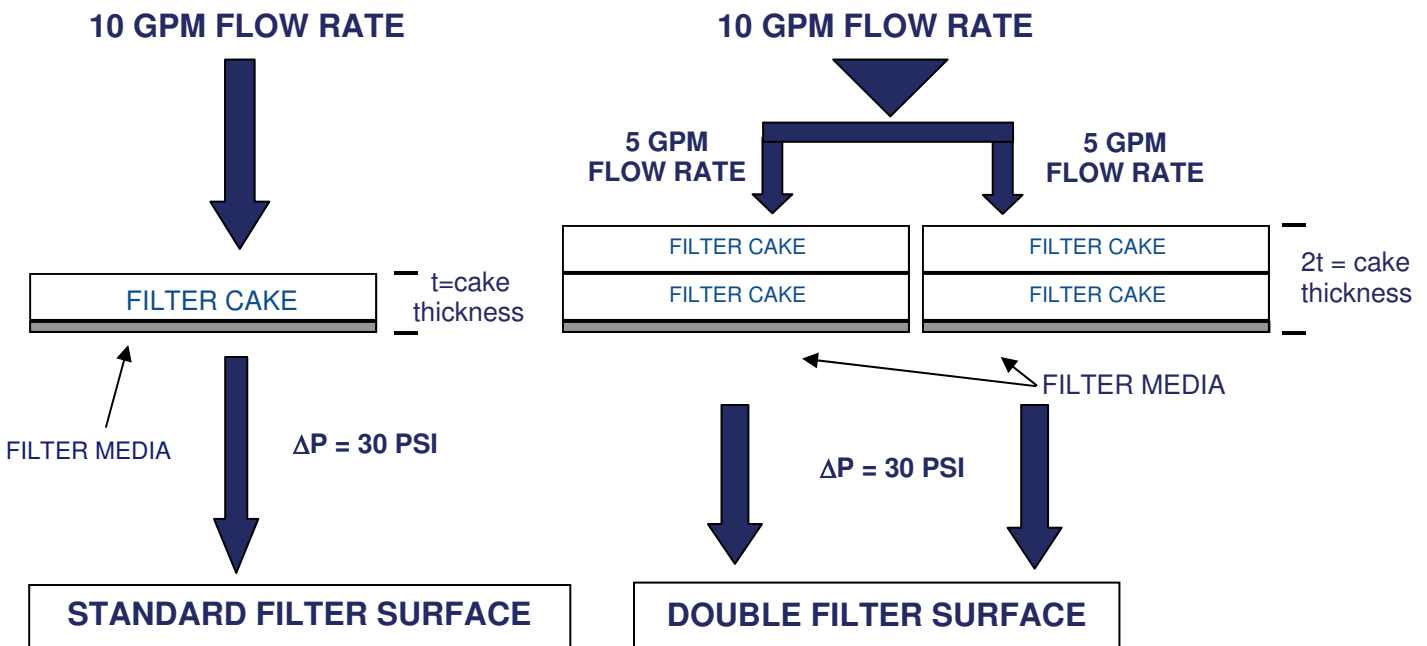 10 GPM FLOW RATE
FILTER CAKE
t=cake
thickness
FILTER MEDIA
ΔP = 30 PSI
STANDARD FILTER SURFACE
10 GPM FLOW RATE
5 GPM
FLOW RATE
5 GPM
FLOW RATE
FILTER CAKE
FILTER CAKE
FILTER CAKE
FILTER CAKE
2t = cake
thickness
FILTER MEDIA
ΔP = 30 PSI
DOUBLE FILTER SURFACE